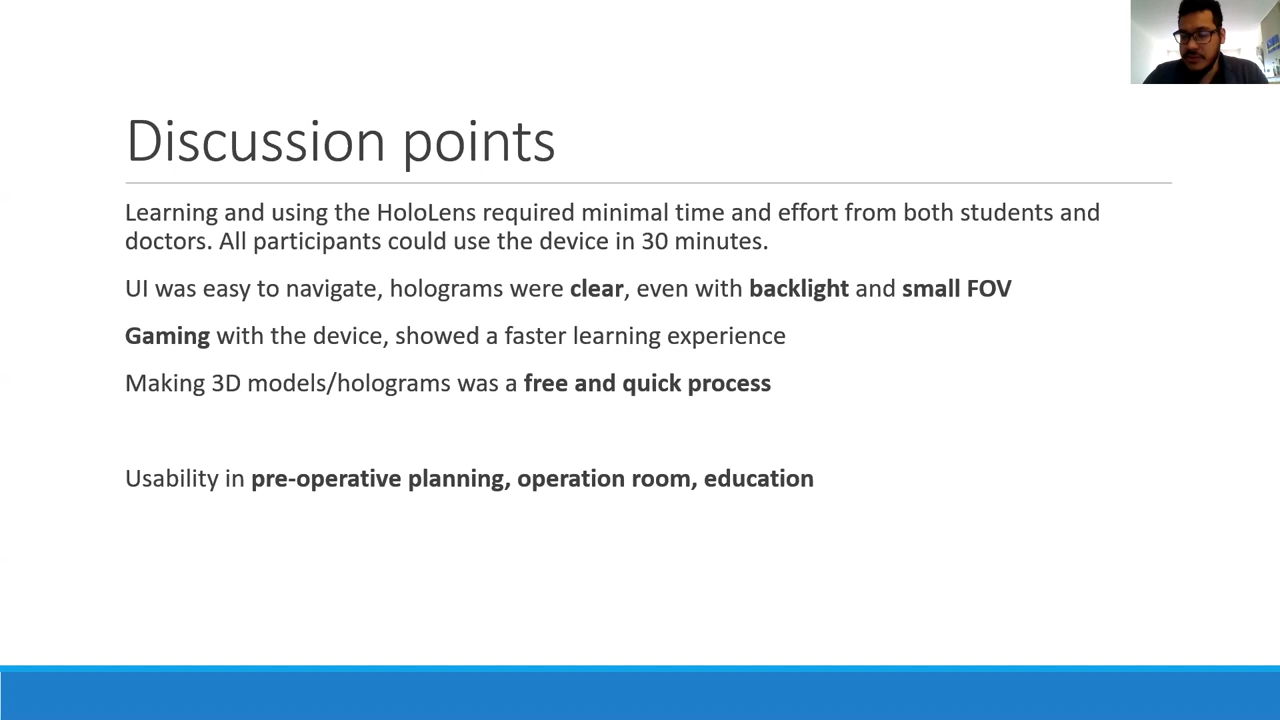 Discussion points
Learning and using the HoloLens required minimal time and effort from both students and
doctors. All participants could use the device in 30 minutes.
UI was easy to navigate, holograms were clear, even with backlight and small FOV
Gaming with the device, showed a faster learning experience
Making 3D models/holograms was a free and quick process
Usability in pre-operative planning, operation room, education